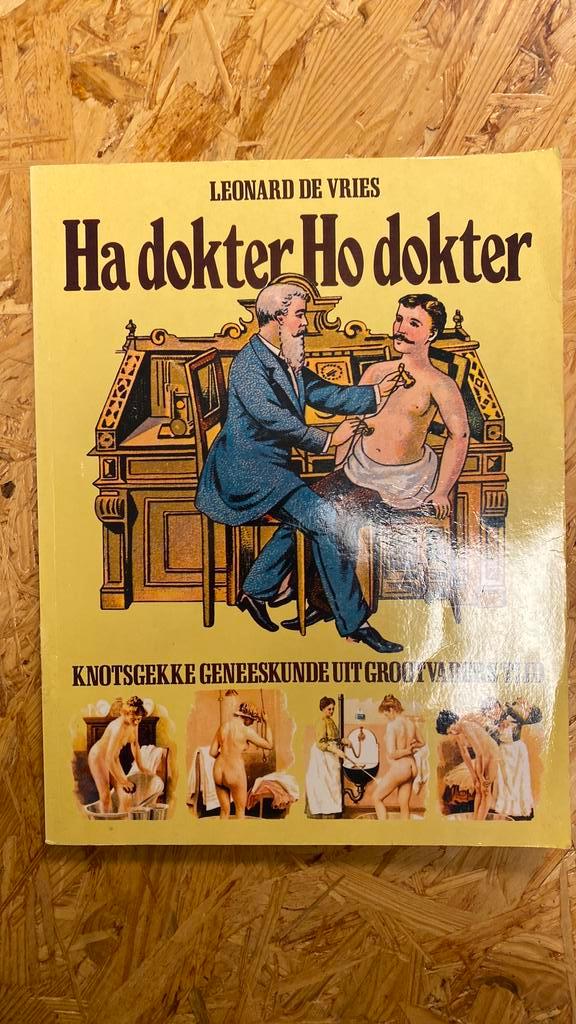 LEONARD DE VRIES
Ha dokter Ho dokter
KNOTSGEKKE GENEESKUNDE UIT GROOTVADERS TIJD